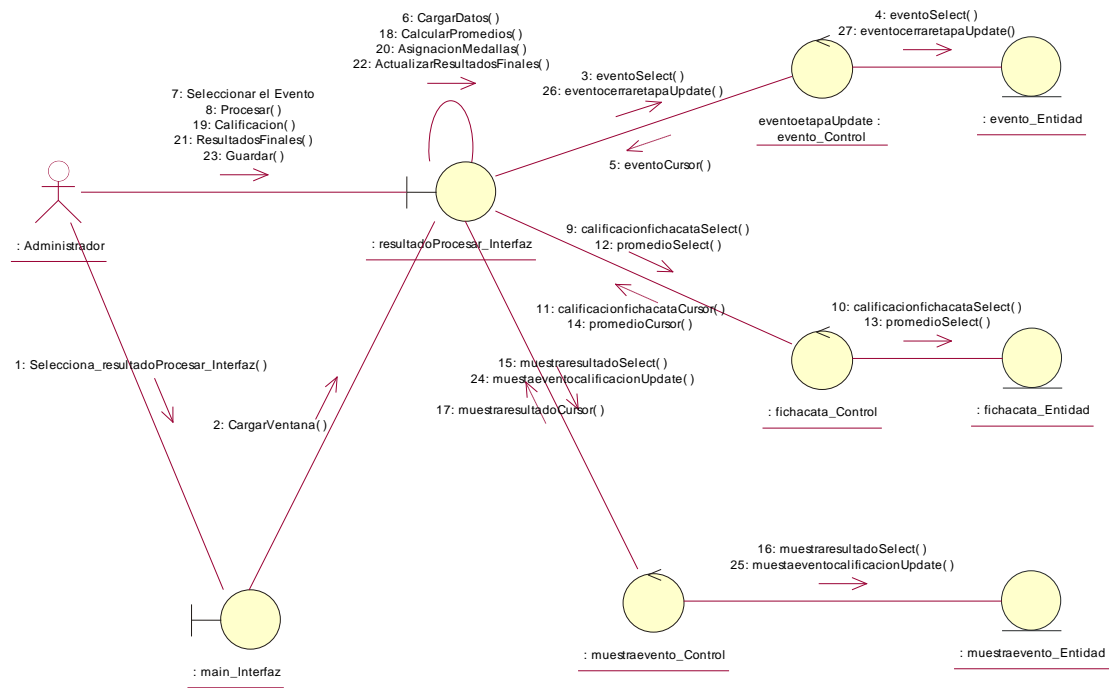 6: CargarDatos( )
18: CalcularPromedios( )
20: AsignacionMedallas( )
22: ActualizarResultadosFinales( )
4: eventoSelect( )
27: eventocerraretapaUpdate()
7: Seleccionar el Evento
8: Procesar( )
19: Calificacion( )
21: ResultadosFinales( )
23: Guardar( )
3: eventoSelect( )
26: eventocerraretapaUpdate( )
eventoetapaUpdate :
evento_Control
: evento_Entidad
5: eventoCursor( )
: Administrador
: resultadoProcesar_Interfaz
9: calificacionfichacataSelect( )
12: promedioSelect( )
11: calificacionfichacataCursor( )
14: promedioCursor( )
10: calificacionfichacataSelect( )
13: promedioSelect( )
1: Selecciona_resultadoProcesar_Interfaz( )
15: muestraresultadoSelect( )
24: muestaeventocalificacionUpdate( )
17: muestraresultadoCursor( )
: fichacata_Control
: fichacata_Entidad
2: CargarVentana( )
16: muestraresultadoSelect( )
25: muestaeventocalificacionUpdate( )
: muestraevento_Control
: muestraevento_Entidad
: main_Interfaz